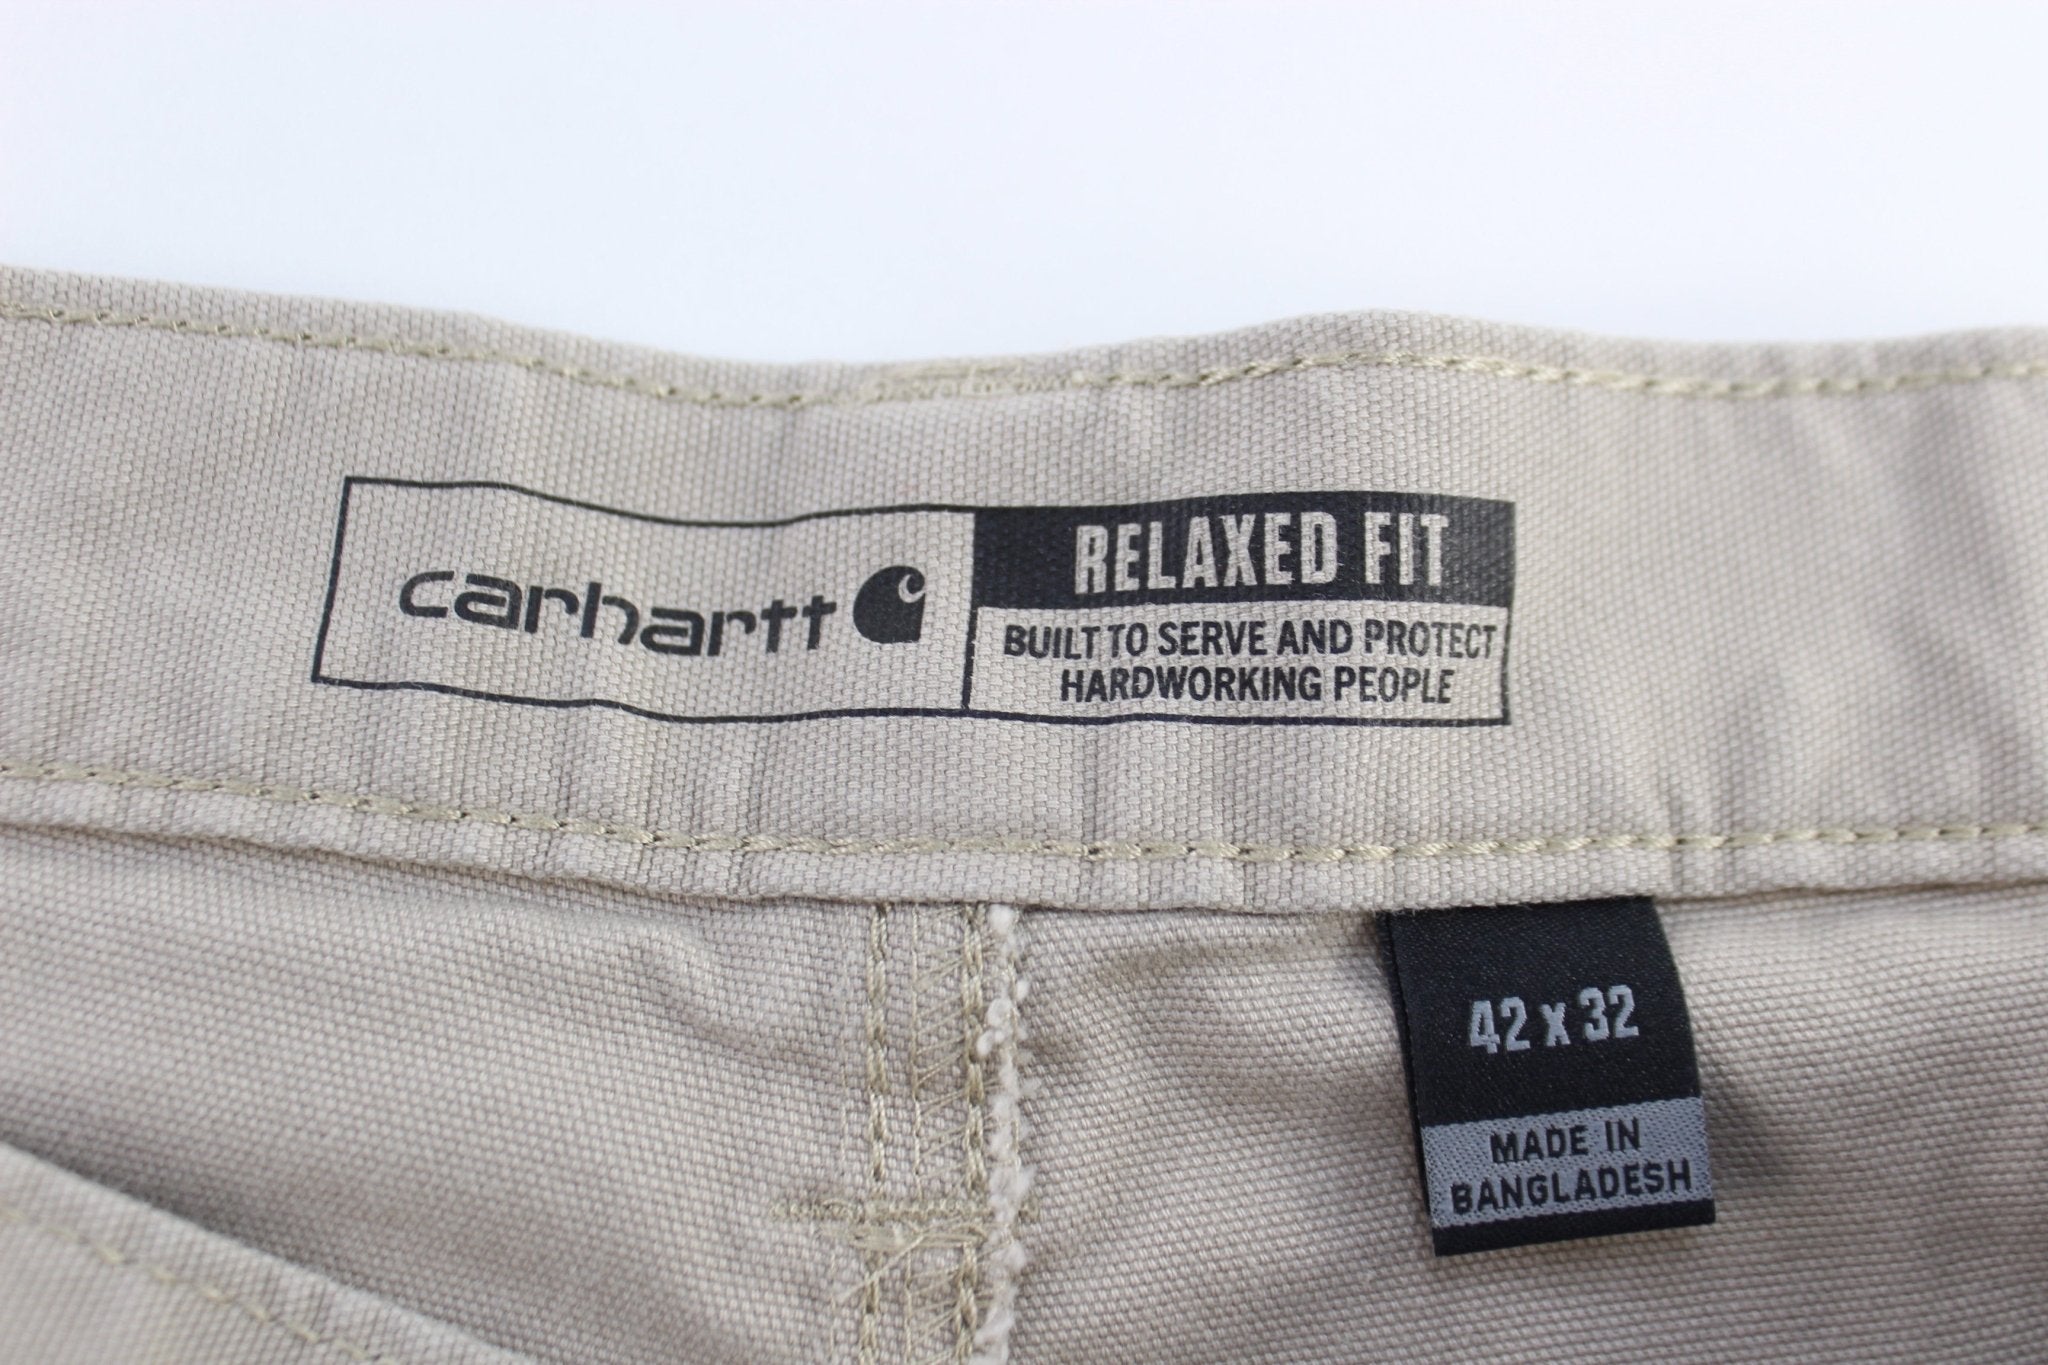 carhartt
RELAXED FIT
BUILT TO SERVE AND PROTECT
HARDWORKING PEOPLE
42 x 32
MADE IN
BANGLADESH